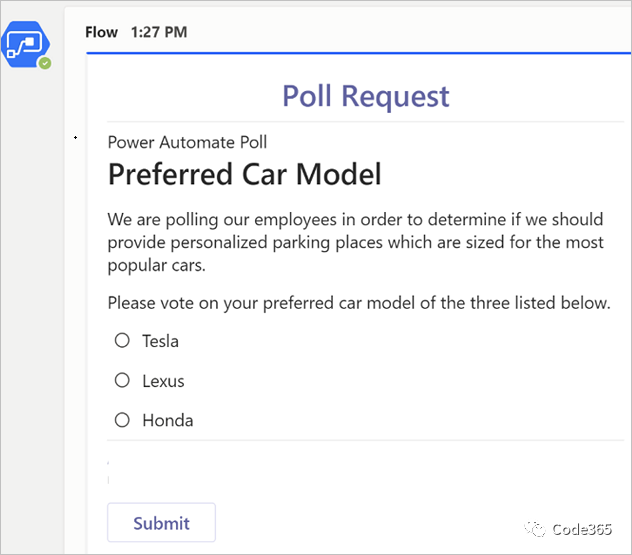 Flow 1:27 PM
Poll Request
Power Automate Poll
Preferred Car Model
We are polling our employees in order to determine if we should
provide personalized parking places which are sized for the most
popular cars.
Please vote on your preferred car model of the three listed below.
Tesla
Lexus
Honda
Submit
Code365